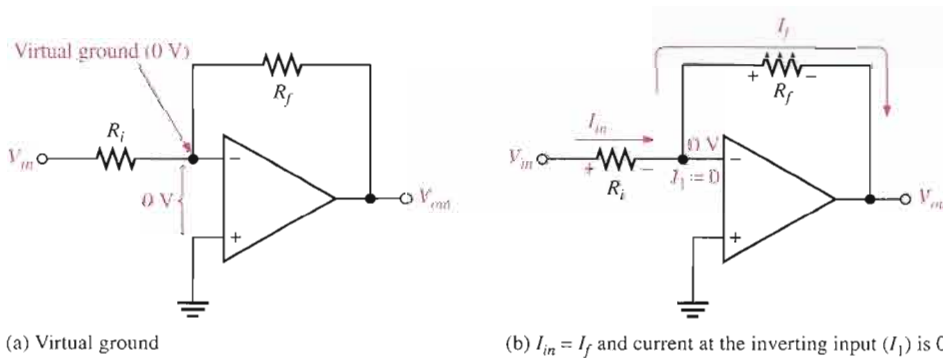 Virtual ground (0 V)
R_f
R_i
V_in
0 V
−
+
V_out
(a) Virtual ground
I_f
+ −
R_f
I_in
V_in
+ −
R_i
0 V
I_1 = 0
−
+
(b) I_in = I_f and current at the inverting input (I_1) is